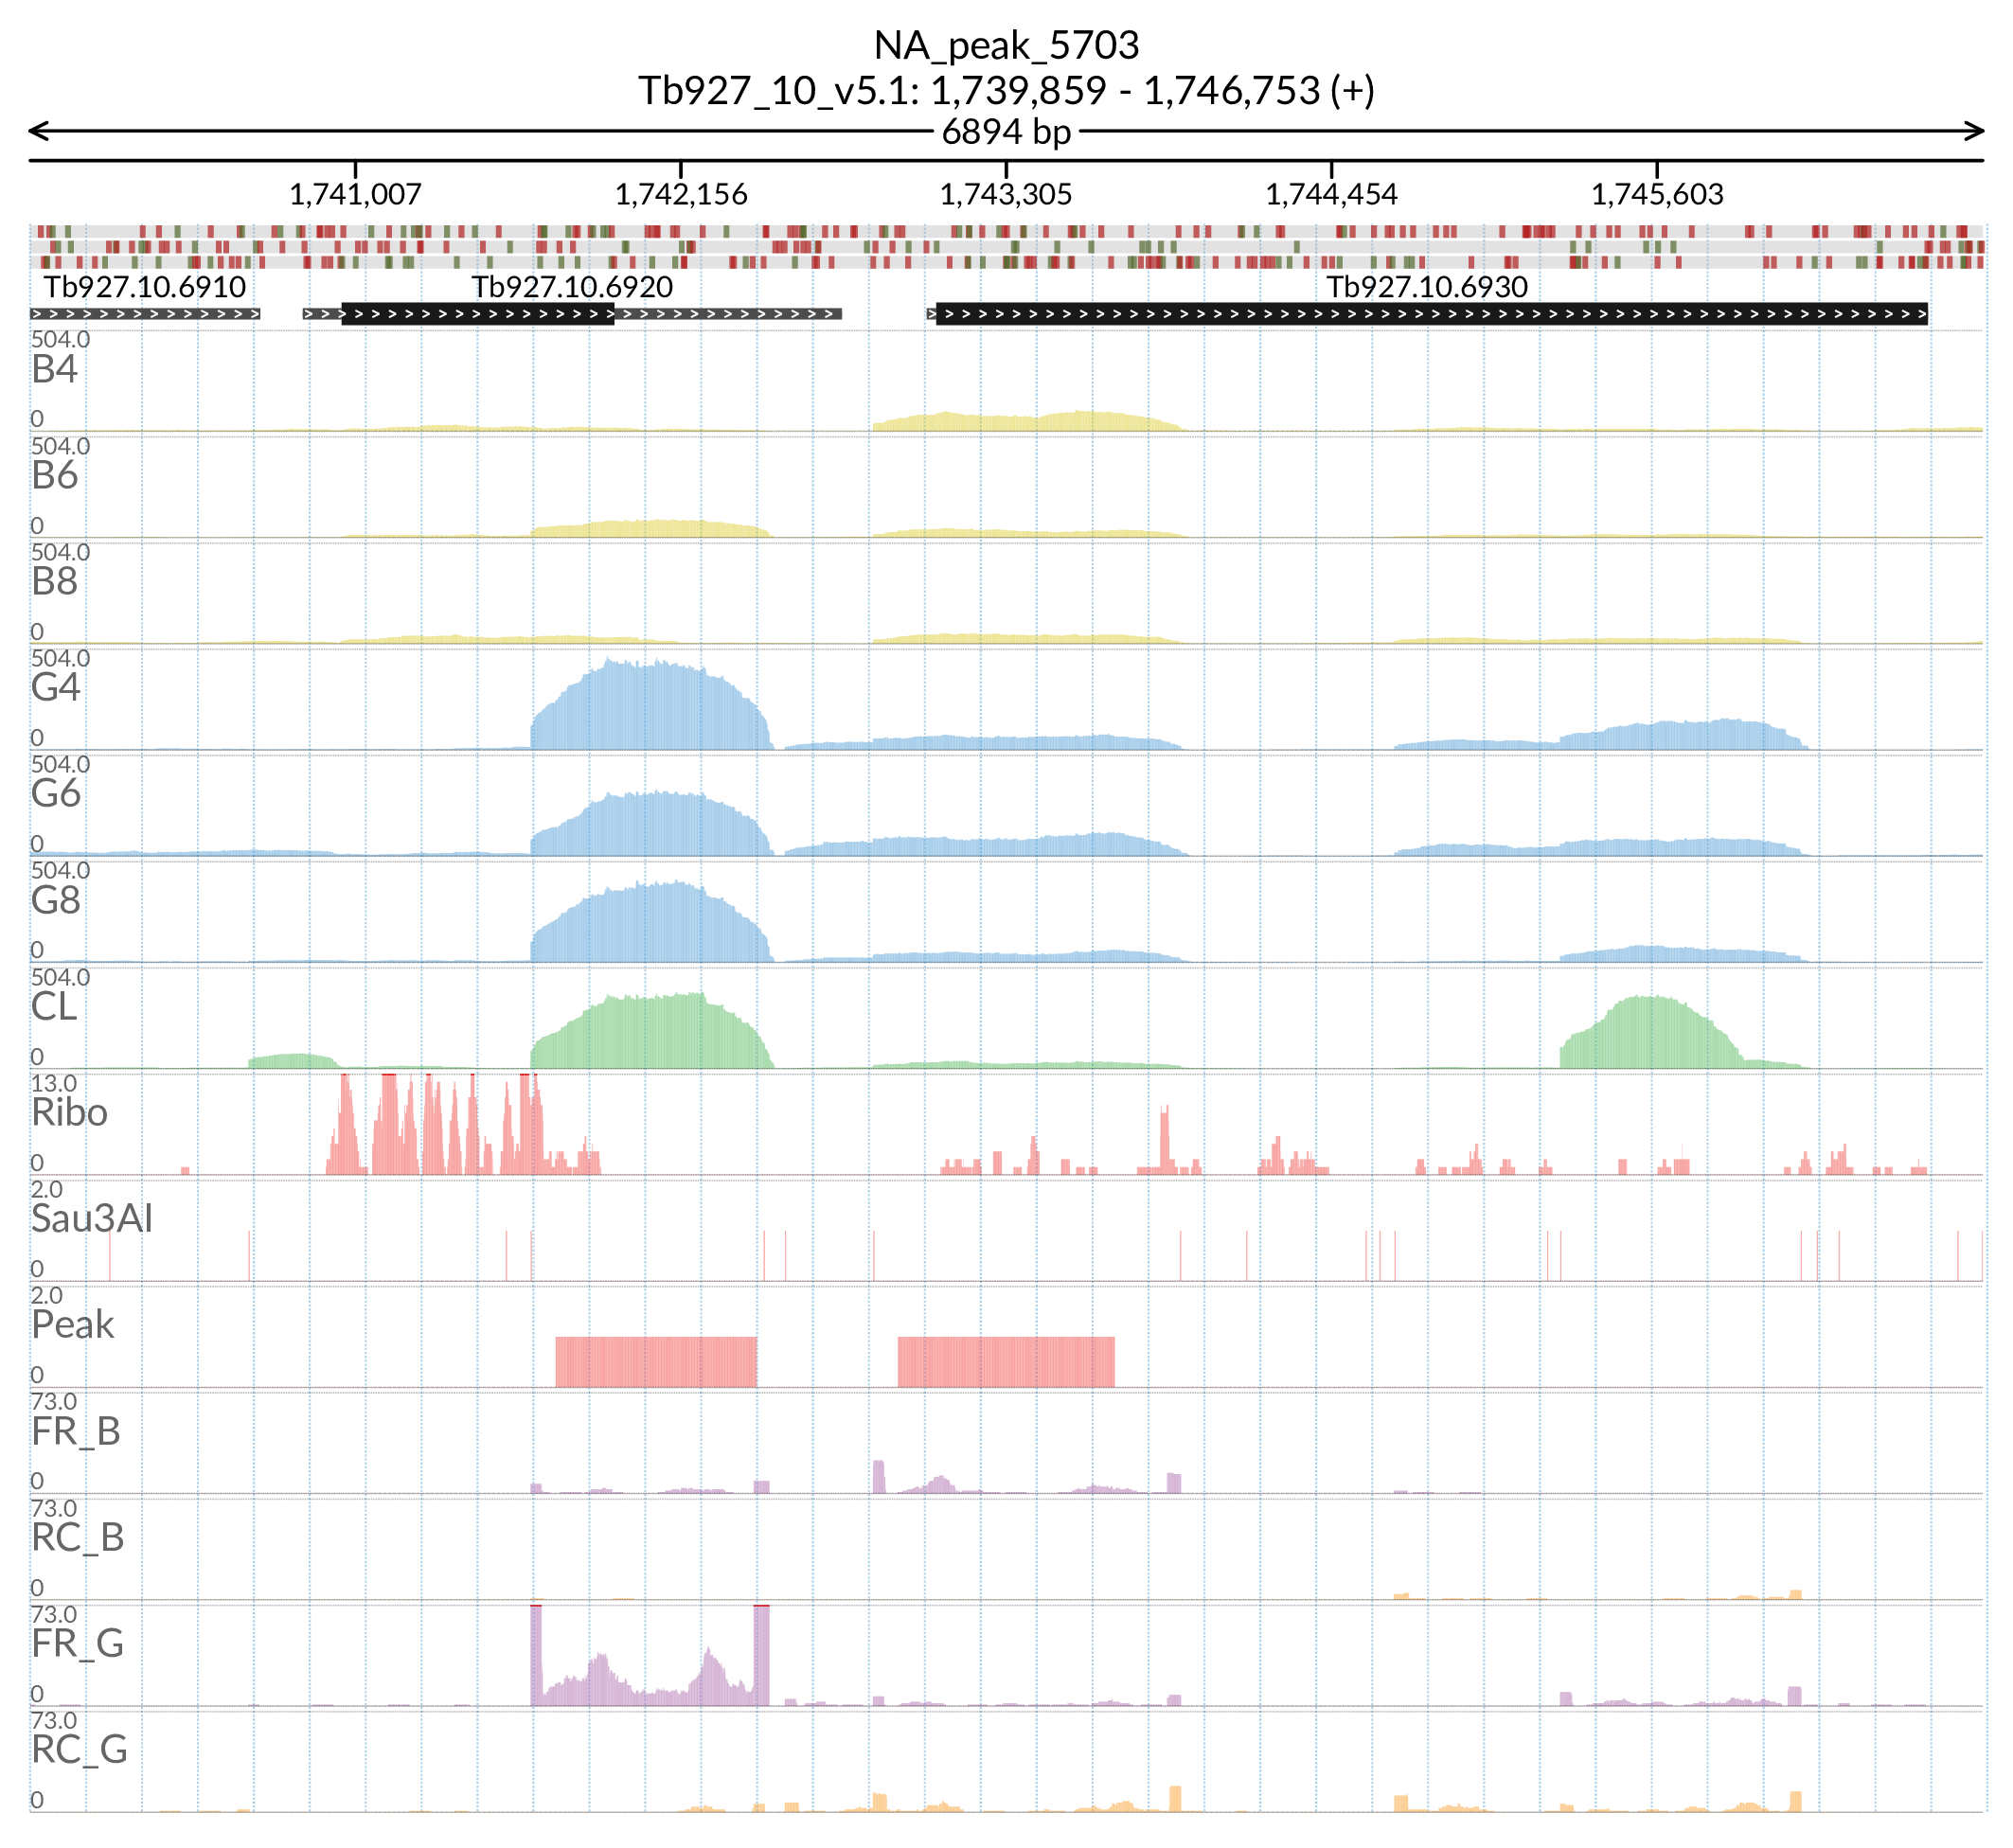 NA_peak_5703
Tb927_10_v5.1: 1,739,859 - 1,746,753 (+)
6894 bp
1,741,007 1,742,156 1,743,305 1,744,454 1,745,603
Tb927.10.6910 Tb927.10.6920 Tb927.10.6930
504.0
B4
0
504.0
B6
0
504.0
B8
0
504.0
G4
0
504.0
G6
0
504.0
G8
0
504.0
CL
0
13.0
Ribo
0
2.0
Sau3AI
0
2.0
Peak
0
73.0
FR_B
0
73.0
RC_B
0
73.0
FR_G
0
73.0
RC_G
0